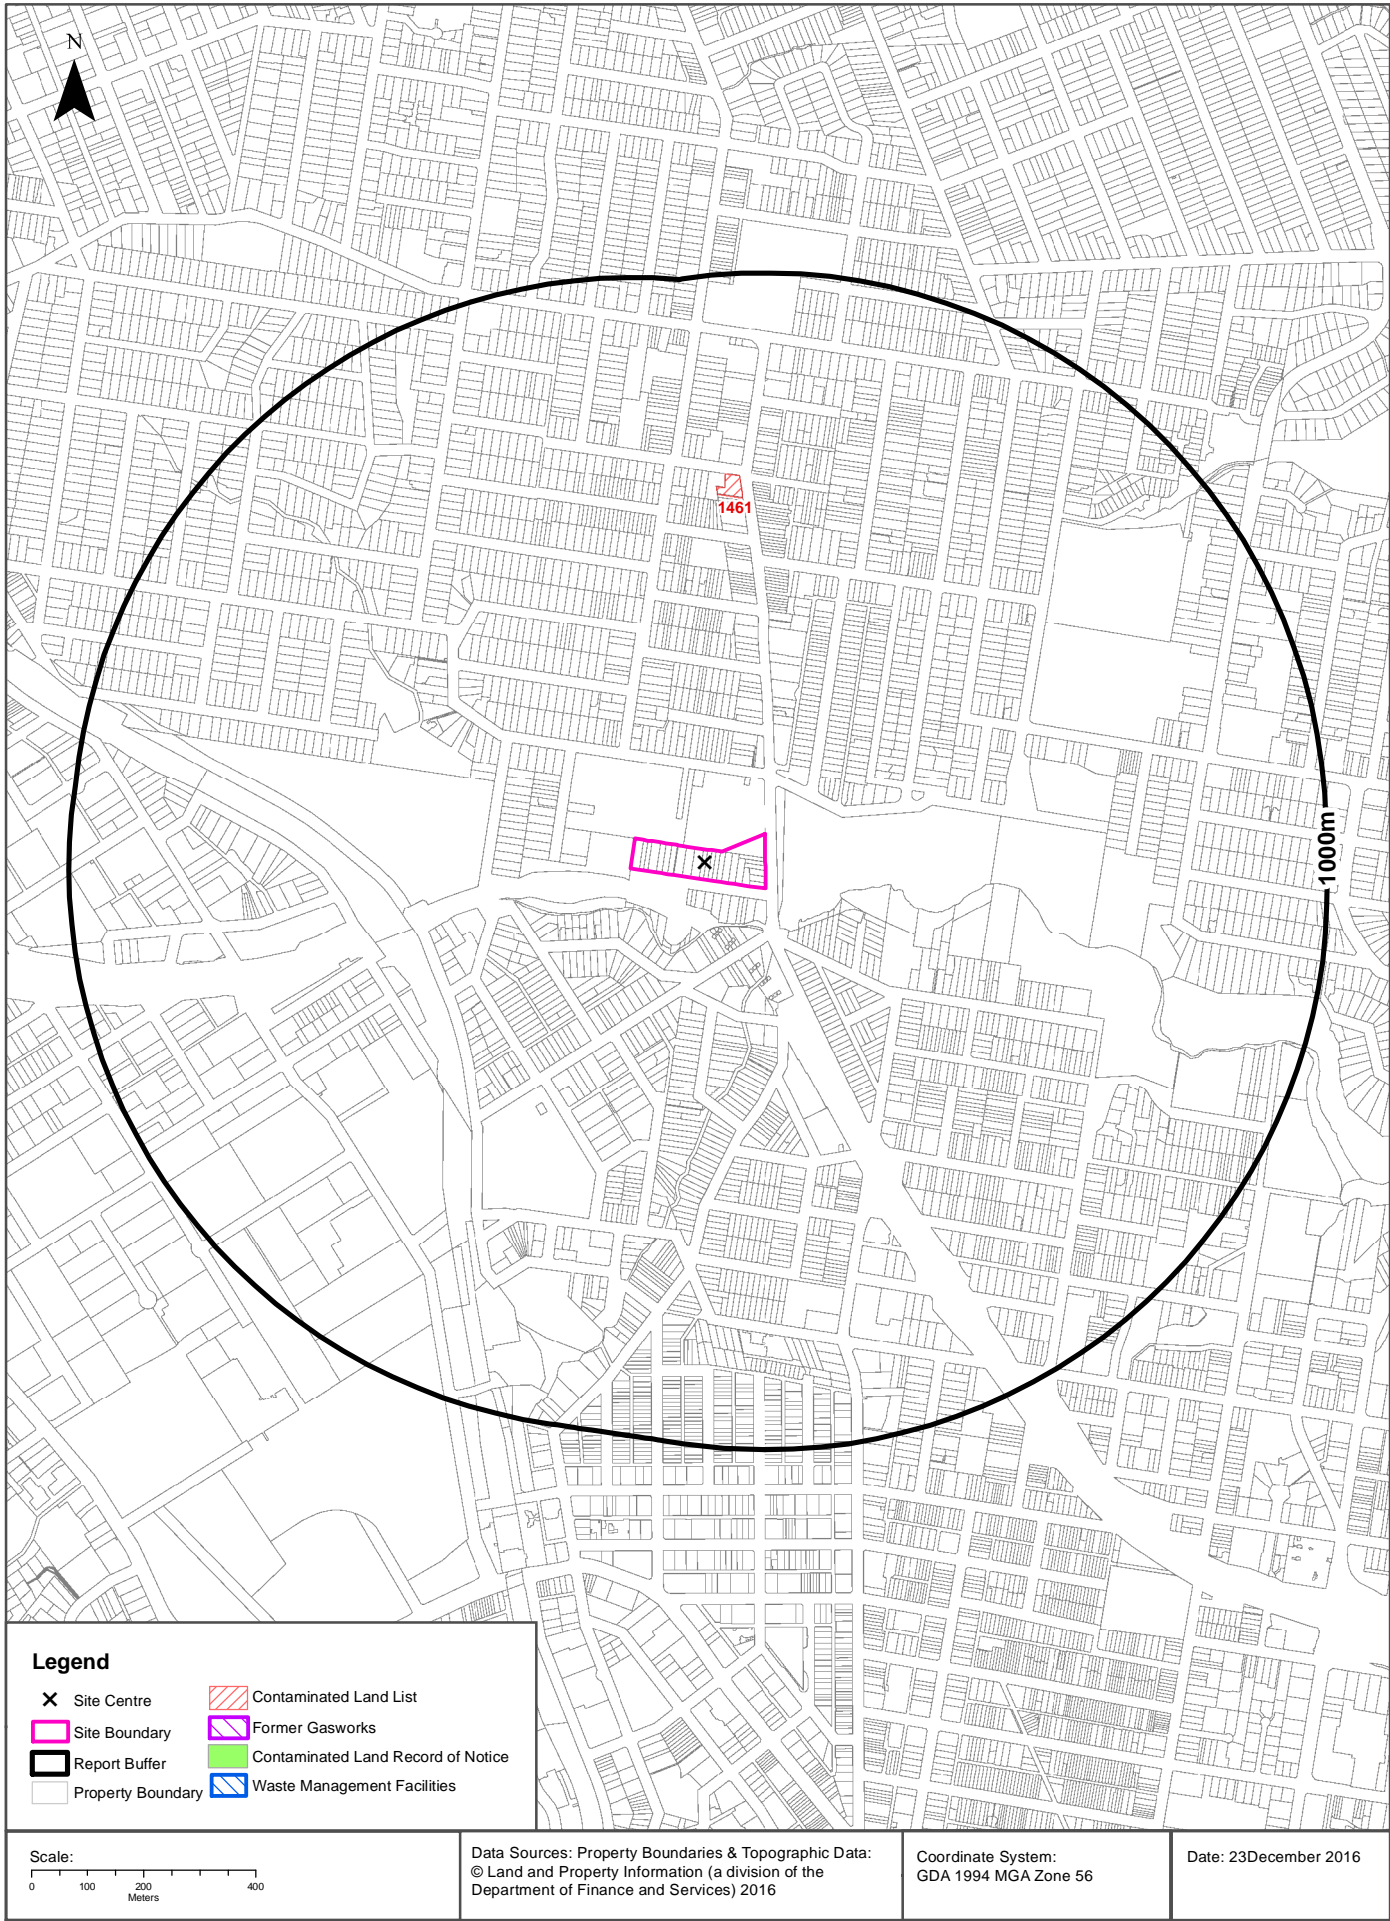 N
1461
1000m
Legend
Site Centre
Site Boundary
Report Buffer
Property Boundary
Contaminated Land List
Former Gasworks
Contaminated Land Record of Notice
Waste Management Facilities
Scale:
0 100 200 400
Meters
Data Sources: Property Boundaries & Topographic Data:
© Land and Property Information (a division of the
Department of Finance and Services) 2016
Coordinate System:
GDA 1994 MGA Zone 56
Date: 23December 2016